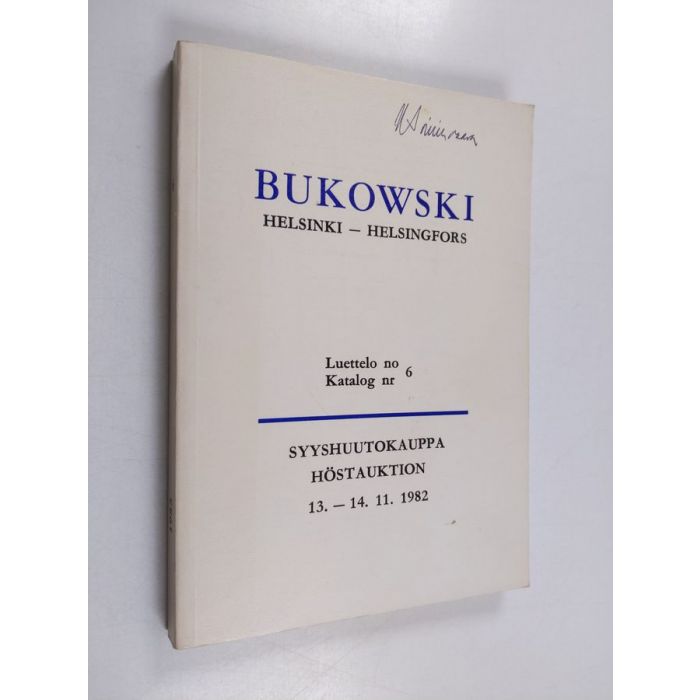 BUKOWSKI
HELSINKI – HELSINGFORS
Luettelo no
Katalog nr 6
SYYSHUUTOKAUPPA
HÖSTAUKTION
13. – 14. 11. 1982